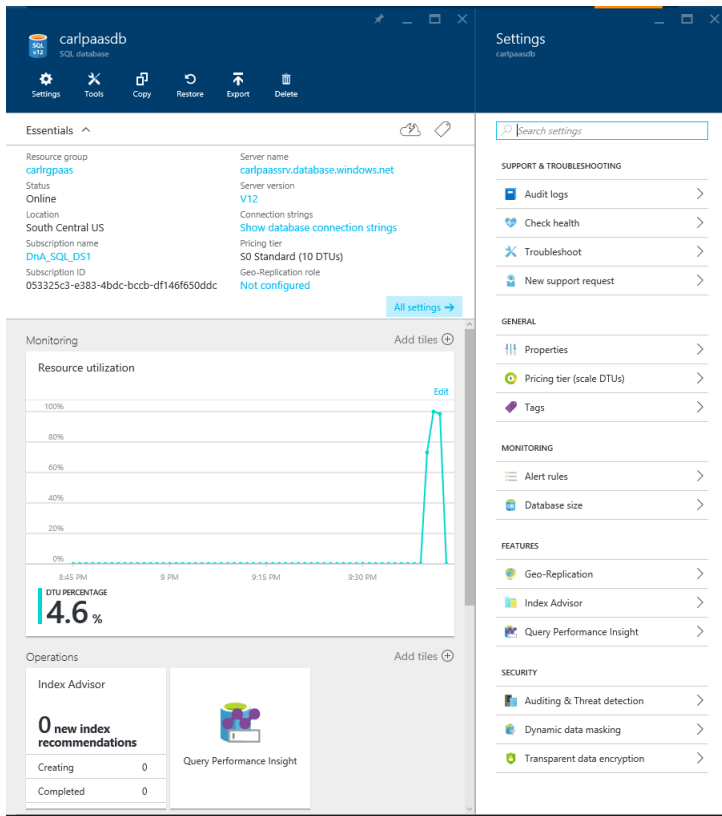 carlpaasdb
SQL database
SQL
v12
Settings
Tools
Copy
Restore
Export
Delete
Essentials
Resource group
carlrgpaas
Status
Online
Location
South Central US
Subscription name
DnA_SQL_DS1
Subscription ID
053325c3-e383-4bdc-bccb-df146f650ddc
Server name
carlpaassrv.database.windows.net
Server version
V12
Connection strings
Show database connection strings
Pricing tier
S0 Standard (10 DTUs)
Geo-Replication role
Not configured
All settings →
Monitoring
Add tiles
Resource utilization
Edit
100%
80%
60%
40%
20%
0%
8:45 PM
9 PM
9:15 PM
9:30 PM
DTU PERCENTAGE
4.6 %
Operations
Add tiles
Index Advisor
0 new index
recommendations
Creating 0
Completed 0
Query Performance Insight
Settings
carlpaasdb
Search settings
SUPPORT & TROUBLESHOOTING
Audit logs
Check health
Troubleshoot
New support request
GENERAL
Properties
Pricing tier (scale DTUs)
Tags
MONITORING
Alert rules
Database size
FEATURES
Geo-Replication
Index Advisor
Query Performance Insight
SECURITY
Auditing & Threat detection
Dynamic data masking
Transparent data encryption